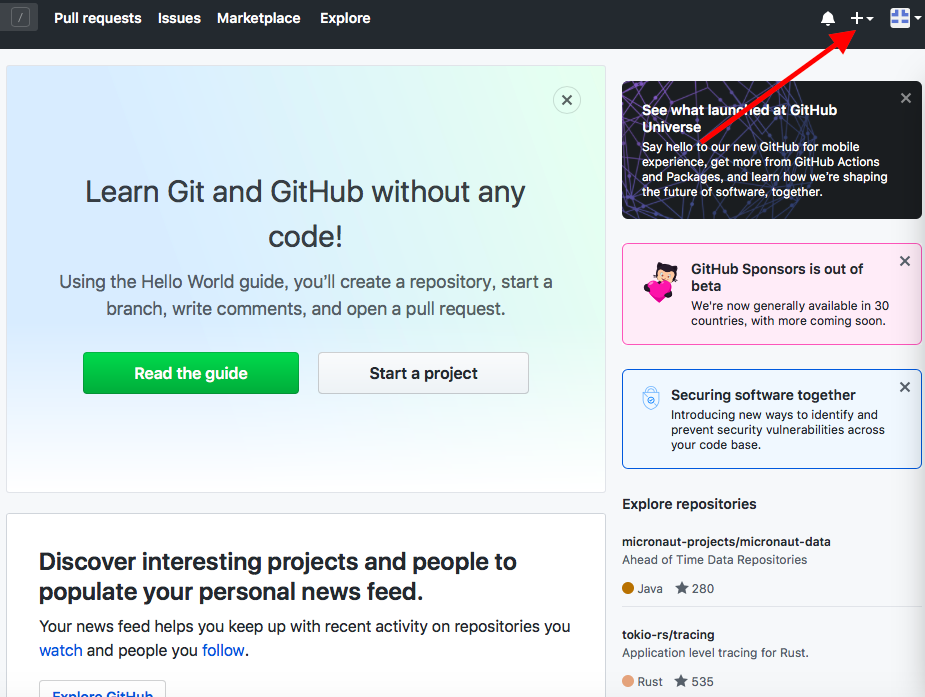 /
Pull requests Issues Marketplace Explore
Learn Git and GitHub without any
code!
Using the Hello World guide, you’ll create a repository, start a
branch, write comments, and open a pull request.
Read the guide Start a project
Discover interesting projects and people to
populate your personal news feed.
Your news feed helps you keep up with recent activity on repositories you
watch and people you follow.
Explore GitHub
See what launched at GitHub
Universe
Say hello to our new GitHub for mobile
experience, get more from GitHub Actions
and Packages, and learn how we’re shaping
the future of software, together.
GitHub Sponsors is out of
beta
We're now generally available in 30
countries, with more coming soon.
Securing software together
Introducing new ways to identify and
prevent security vulnerabilities across
your code base.
Explore repositories
micronaut-projects/micronaut-data
Ahead of Time Data Repositories
Java 280
tokio-rs/tracing
Application level tracing for Rust.
Rust 535